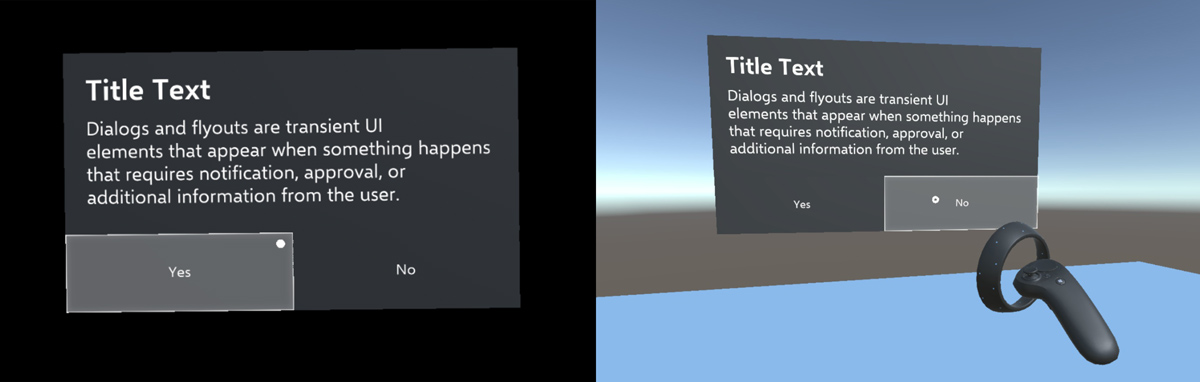 Title Text
Dialogs and flyouts are transient UI
elements that appear when something happens
that requires notification, approval, or
additional information from the user.
Yes
No
Title Text
Dialogs and flyouts are transient UI
elements that appear when something happens
that requires notification, approval, or
additional information from the user.
Yes
No